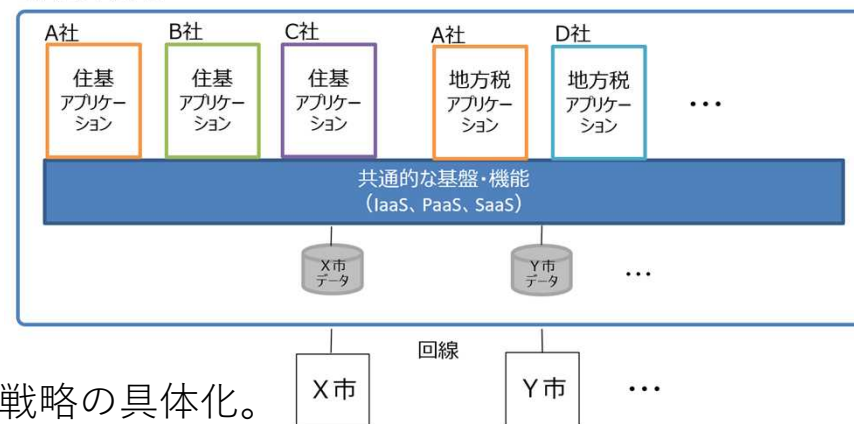 A社
B社
C社
A社
D社
住基
アプリケー
ション
住基
アプリケー
ション
住基
アプリケー
ション
地方税
アプリケー
ション
地方税
アプリケー
ション
…
共通的な基盤・機能
（IaaS、PaaS、SaaS）
X市
データ
Y市
データ
…
回線
X市
Y市
…
戦略の具体化。